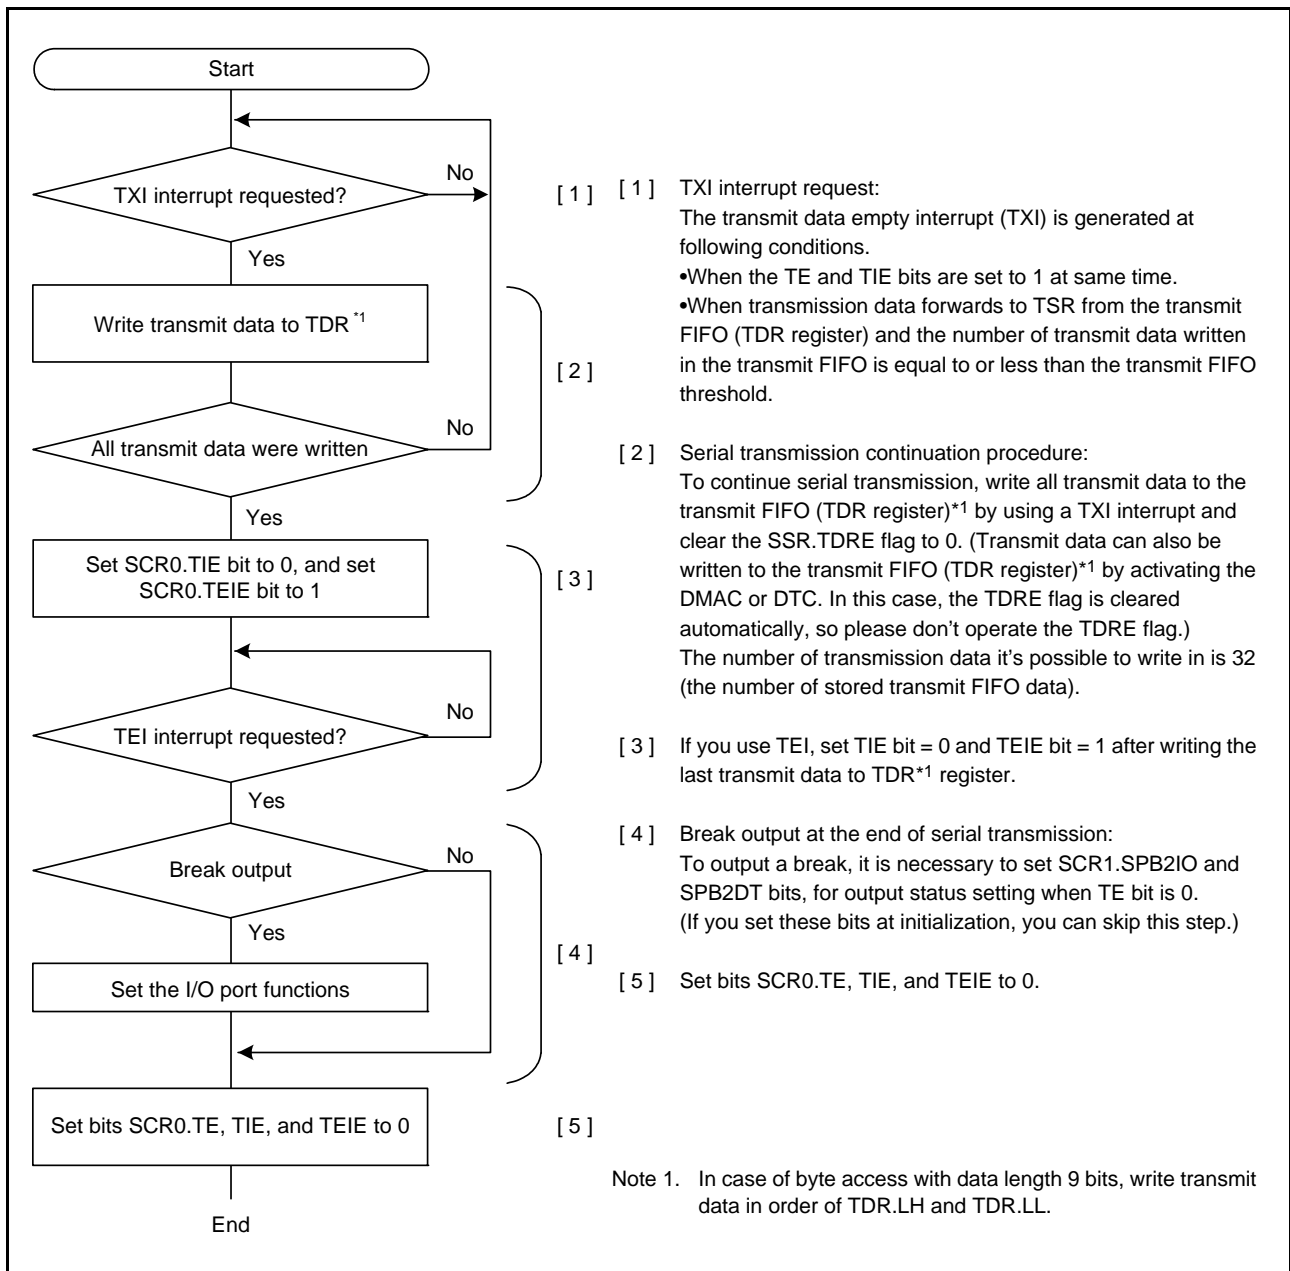 Start
TXI interrupt requested?
No
[ 1 ]
Yes
Write transmit data to TDR *1
[ 2 ]
All transmit data were written
No
Yes
Set SCR0.TIE bit to 0, and set
SCR0.TEIE bit to 1
[ 3 ]
TEI interrupt requested?
No
Yes
Break output
No
Yes
[ 4 ]
Set the I/O port functions
Set bits SCR0.TE, TIE, and TEIE to 0
[ 5 ]
End
[ 1 ] TXI interrupt request:
The transmit data empty interrupt (TXI) is generated at
following conditions.
•When the TE and TIE bits are set to 1 at same time.
•When transmission data forwards to TSR from the transmit
FIFO (TDR register) and the number of transmit data written
in the transmit FIFO is equal to or less than the transmit FIFO
threshold.
[ 2 ] Serial transmission continuation procedure:
To continue serial transmission, write all transmit data to the
transmit FIFO (TDR register)*1 by using a TXI interrupt and
clear the SSR.TDRE flag to 0. (Transmit data can also be
written to the transmit FIFO (TDR register)*1 by activating the
DMAC or DTC. In this case, the TDRE flag is cleared
automatically, so please don't operate the TDRE flag.)
The number of transmission data it's possible to write in is 32
(the number of stored transmit FIFO data).
[ 3 ] If you use TEI, set TIE bit = 0 and TEIE bit = 1 after writing the
last transmit data to TDR*1 register.
[ 4 ] Break output at the end of serial transmission:
To output a break, it is necessary to set SCR1.SPB2IO and
SPB2DT bits, for output status setting when TE bit is 0.
(If you set these bits at initialization, you can skip this step.)
[ 5 ] Set bits SCR0.TE, TIE, and TEIE to 0.
Note 1. In case of byte access with data length 9 bits, write transmit
data in order of TDR.LH and TDR.LL.